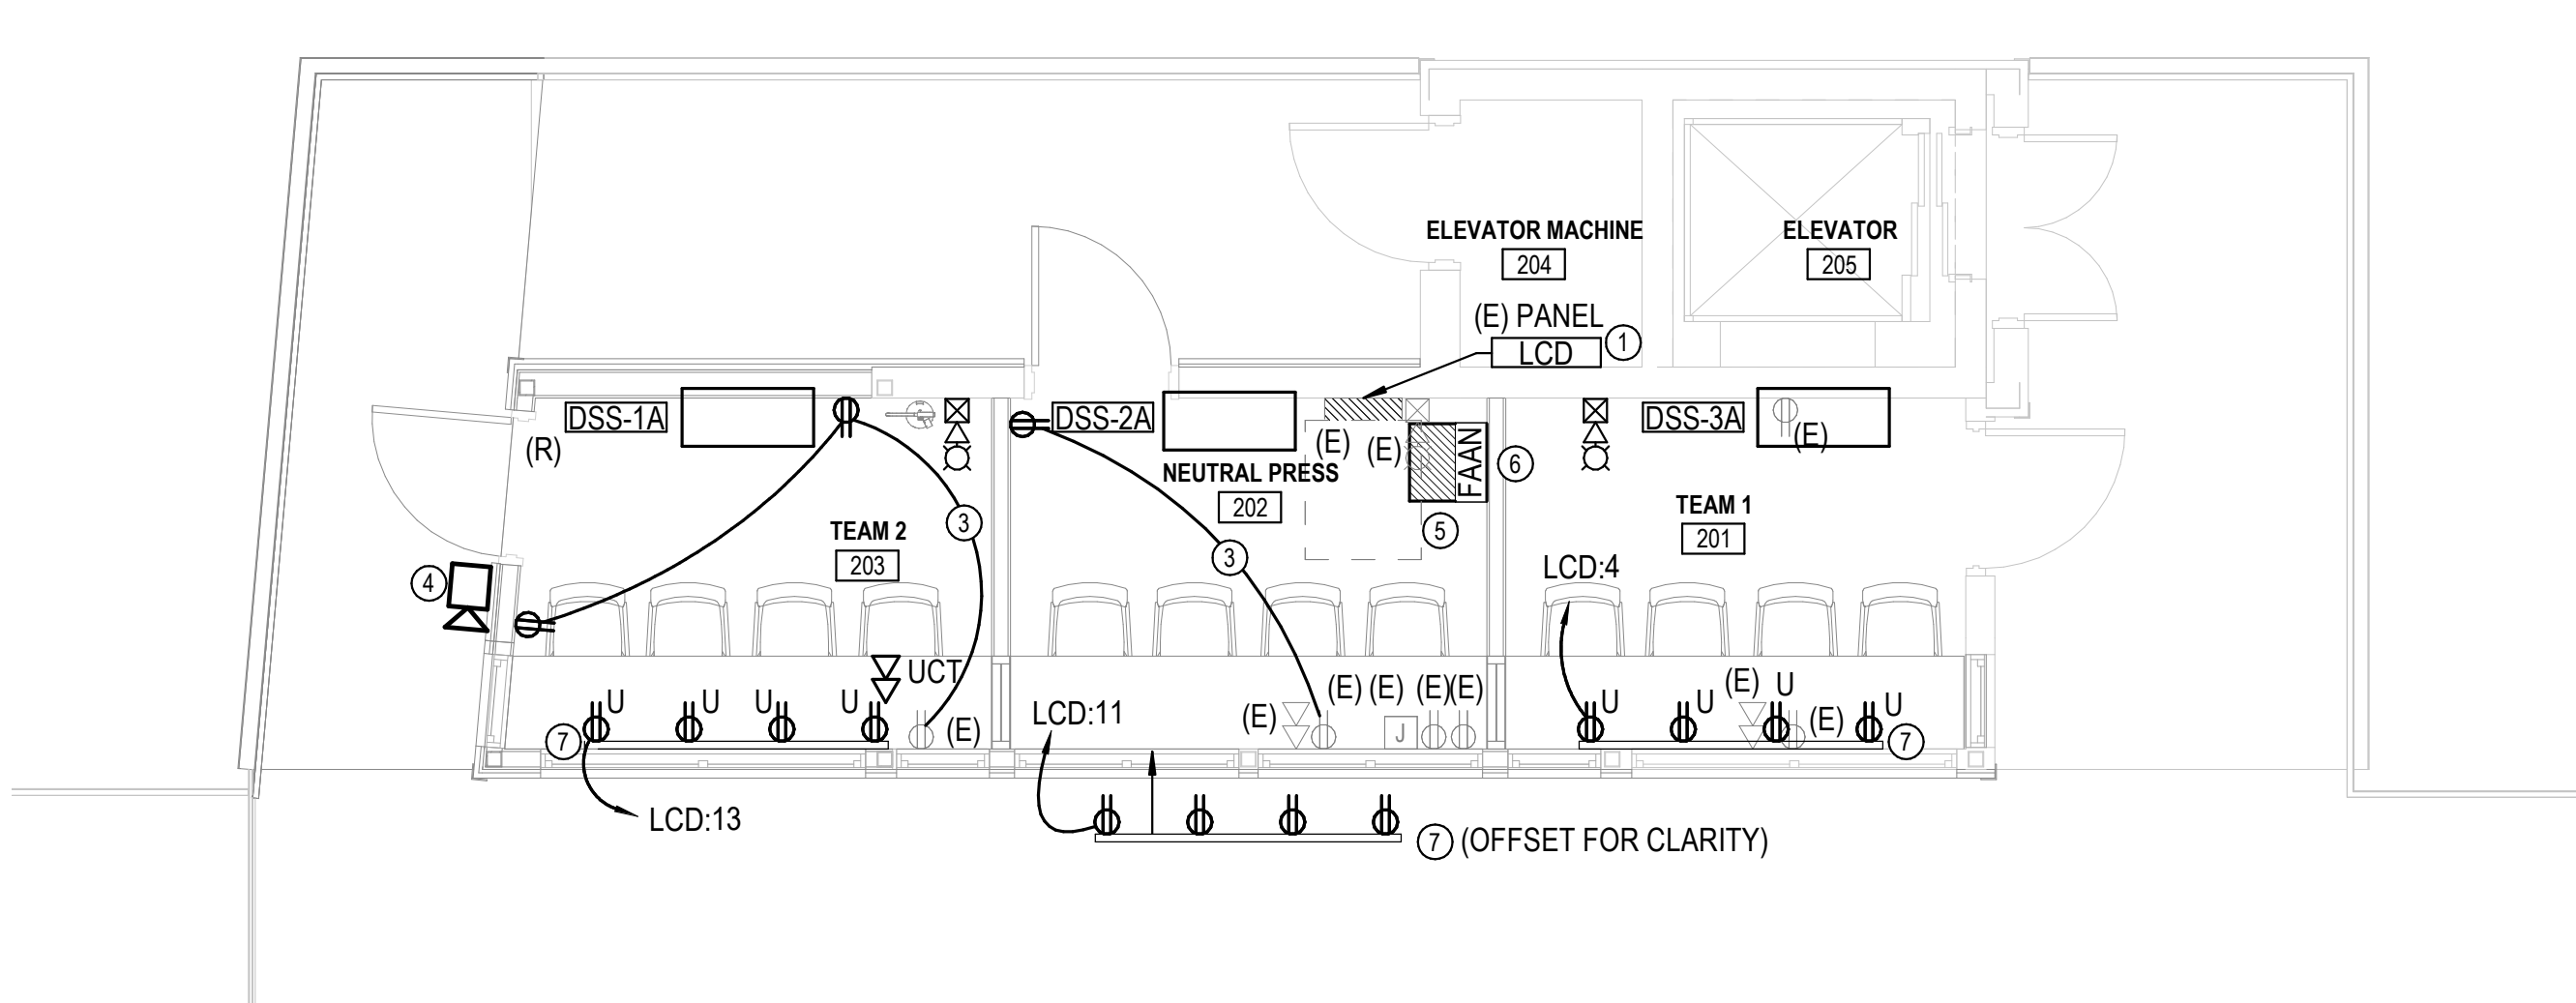 ELEVATOR MACHINE
204
ELEVATOR
205
(E) PANEL
LCD
1
DSS-1A
DSS-2A
DSS-3A
(R)
(E)
(E)
(E)
FAAN
6
NEUTRAL PRESS
202
TEAM 1
201
TEAM 2
203
3
3
5
4
LCD:4
UCT
U
U
U
U
(E)
7
LCD:13
LCD:11
(E)
(E)
(E)
(E)
(E)
J
U
U
(E)
U
(E)
U
7
7
(OFFSET FOR CLARITY)